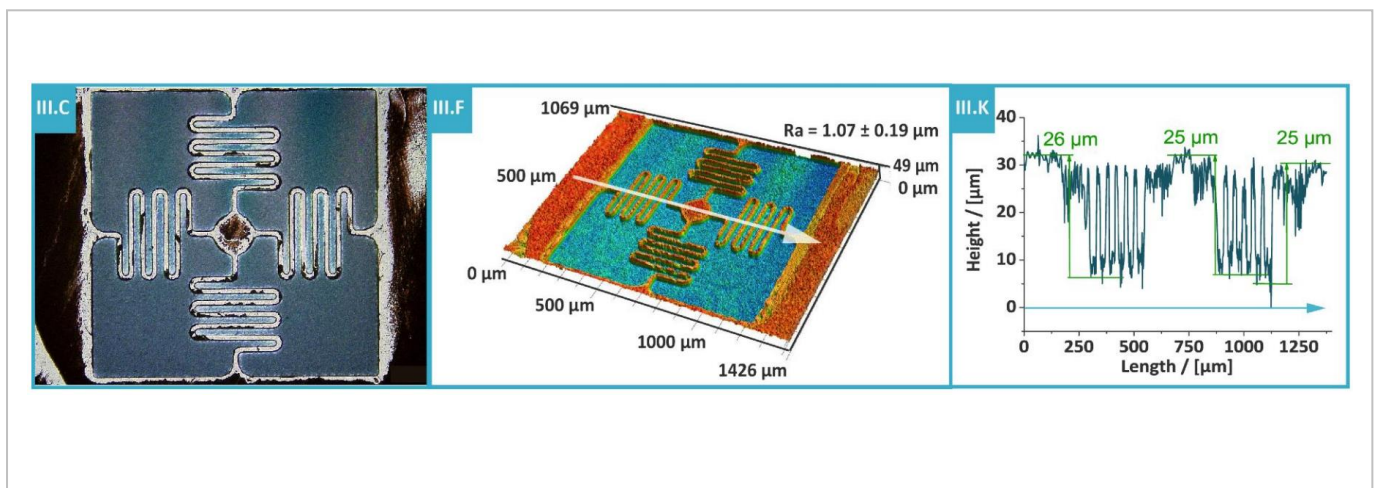 III.C
III.F
1069 µm
Ra = 1.07 ± 0.19 µm
49 µm
0 µm
500 µm
0 µm
500 µm
1000 µm
1426 µm
III.K
40
30
20
10
0
Height / [µm]
26 µm
25 µm
25 µm
0 250 500 750 1000 1250
Length / [µm]